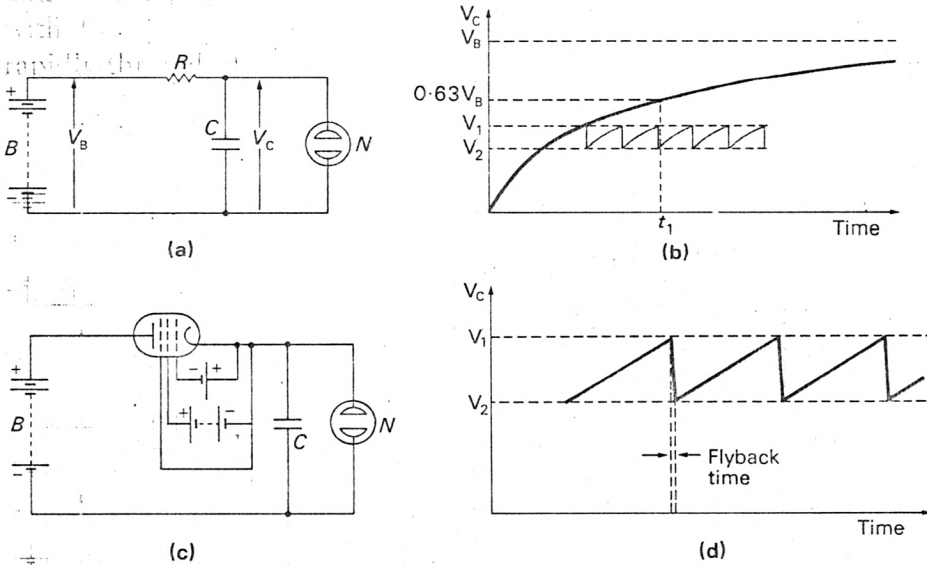 R
+
B
V_B
C
V_C
N
(a)
V_C
V_B
0·63V_B
V_1
V_2
t_1
Time
(b)
+
B
−
− +
+ −
C
N
(c)
V_C
V_1
V_2
Flyback
time
Time
(d)